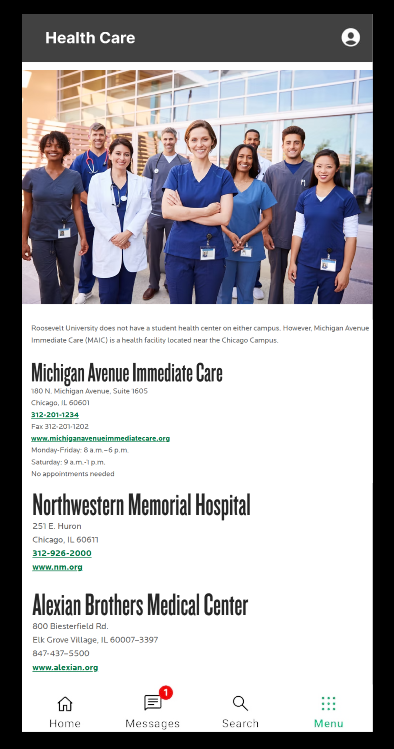 Health Care
Roosevelt University does not have a student health center on either campus. However, Michigan Avenue
Immediate Care (MAIC) is a health facility located near the Chicago Campus.
Michigan Avenue Immediate Care
180 N. Michigan Avenue, Suite 1605
Chicago, IL 60601
312-201-1234
Fax 312-201-1202
www.michiganavenueimmediatecare.org
Monday-Friday: 8 a.m.–6 p.m.
Saturday: 9 a.m.-1 p.m.
No appointments needed
Northwestern Memorial Hospital
251 E. Huron
Chicago, IL 60611
312-926-2000
www.nm.org
Alexian Brothers Medical Center
800 Biesterfield Rd.
Elk Grove Village, IL 60007–3397
847-437–5500
www.alexian.org
1
Home Messages Search Menu